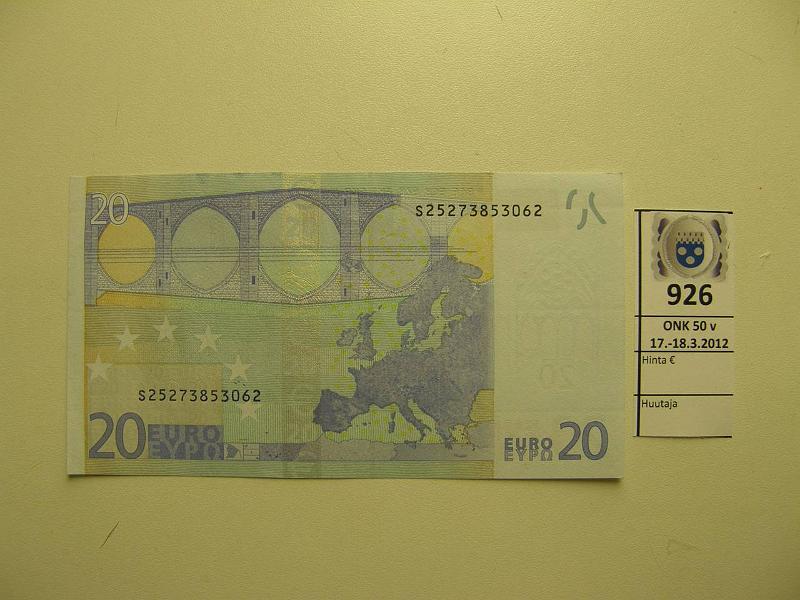 20
S25273853062
S25273853062
20 EURO
ΕΥΡΩ
EURO 20
ΕΥΡΩ
926
ONK 50 v
17.-18.3.2012
Hinta €
Huutaja